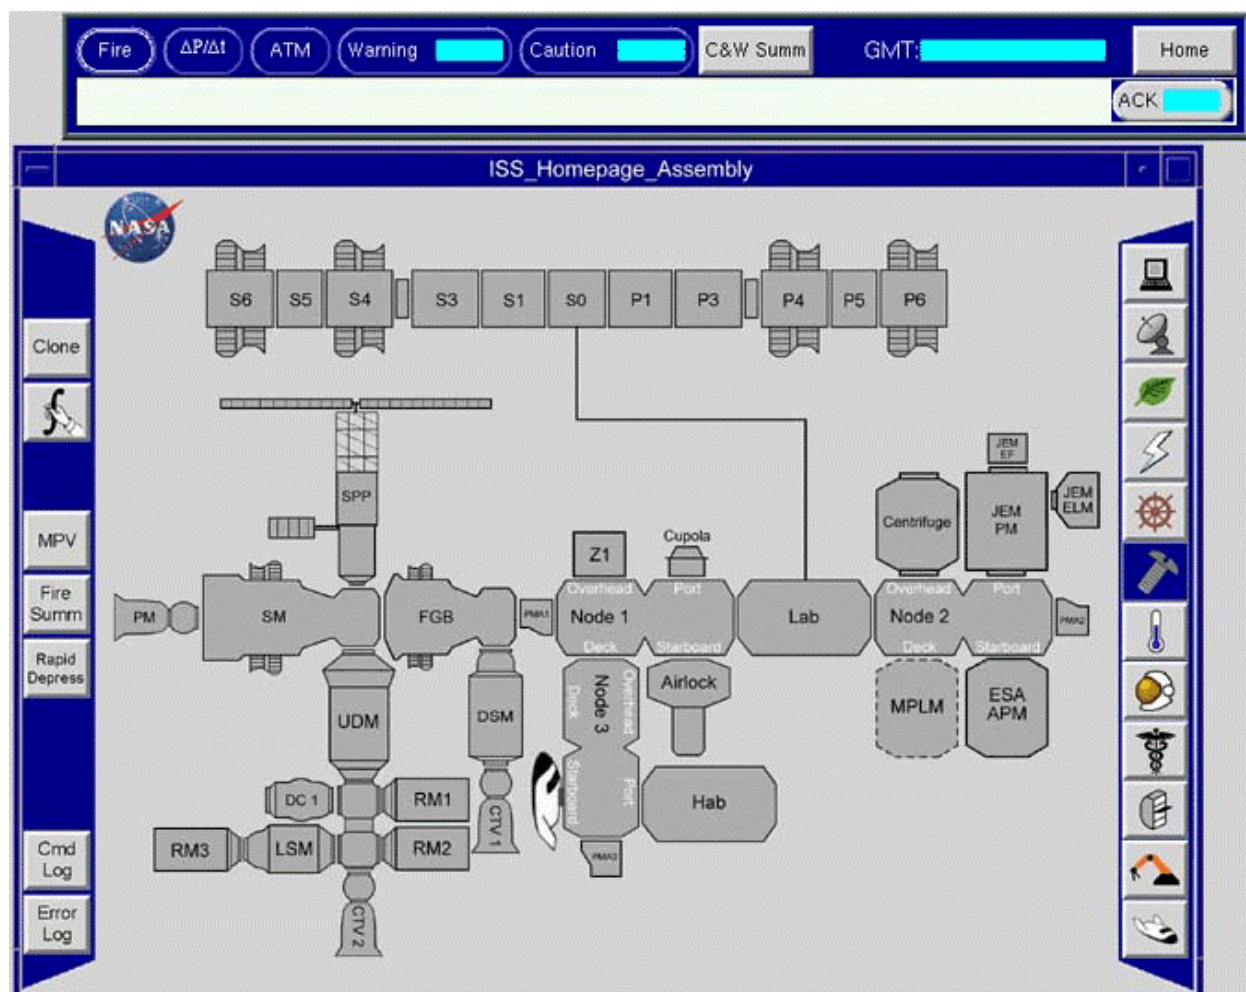 Fire
ΔP/Δt
ATM
Warning
Caution
C&W Summ
GMT:
Home
ACK
ISS_Homepage_Assembly
NASA
S6
S5
S4
S3
S1
S0
P1
P3
P4
P5
P6
Clone
MPV
Fire
Summ
Rapid
Depress
Cmd
Log
Error
Log
SPP
JEM
EF
Centrifuge
JEM
PM
JEM
ELM
Z1
Cupola
PM
SM
FGB
PMA1
Overhead
Port
Node 1
Deck
Starboard
Lab
Overhead
Port
Node 2
Deck
Starboard
PMA2
UDM
DSM
Deck
Node 3
Overhead
Starboard
Port
Airlock
MPLM
ESA
APM
DC 1
RM1
CTV 1
Hab
RM3
LSM
RM2
PMA3
CTV 2